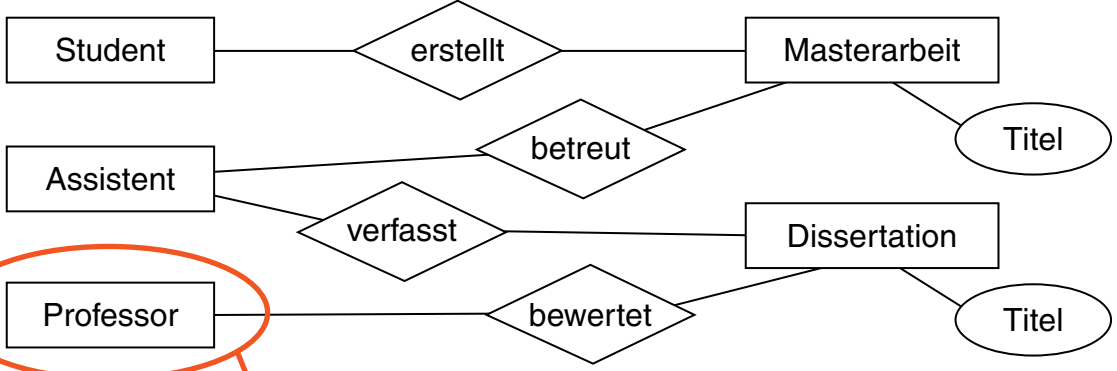 Student
erstellt
Masterarbeit
betreut
Titel
Assistent
verfasst
Dissertation
Professor
bewertet
Titel